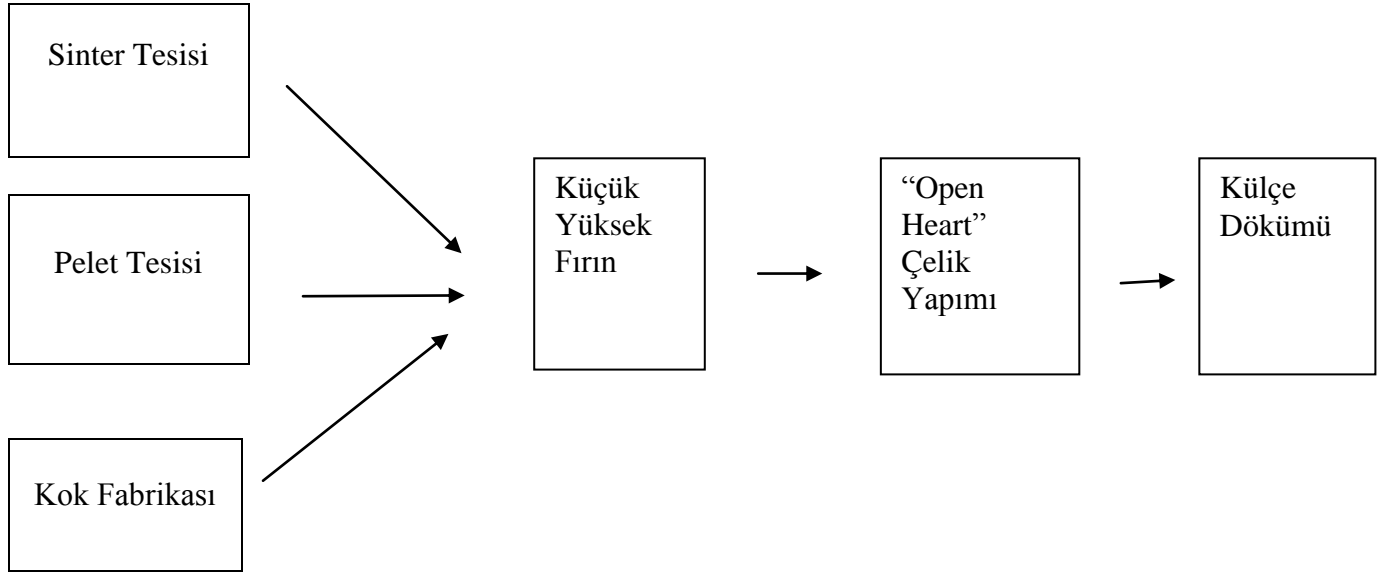 Sinter Tesisi
Pelet Tesisi
Kok Fabrikası
Küçük
Yüksek
Fırın
“Open
Heart”
Çelik
Yapımı
Külçe
Dökümü